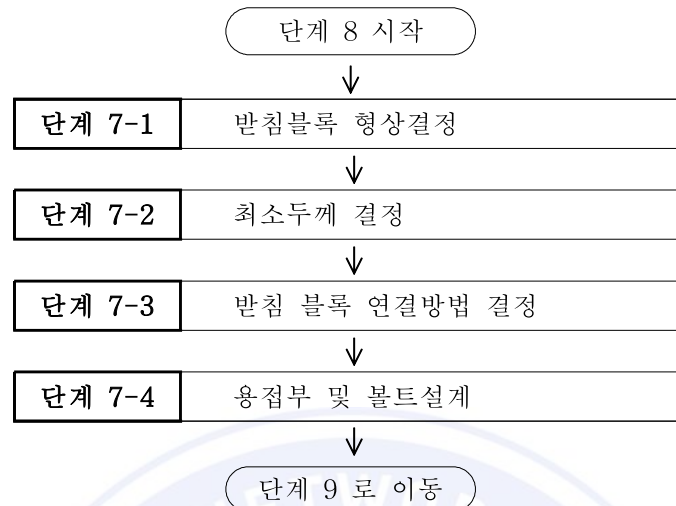 단계 8 시작
단계 7-1 받침블록 형상결정
단계 7-2 최소두께 결정
단계 7-3 받침 블록 연결방법 결정
단계 7-4 용접부 및 볼트설계
단계 9 로 이동